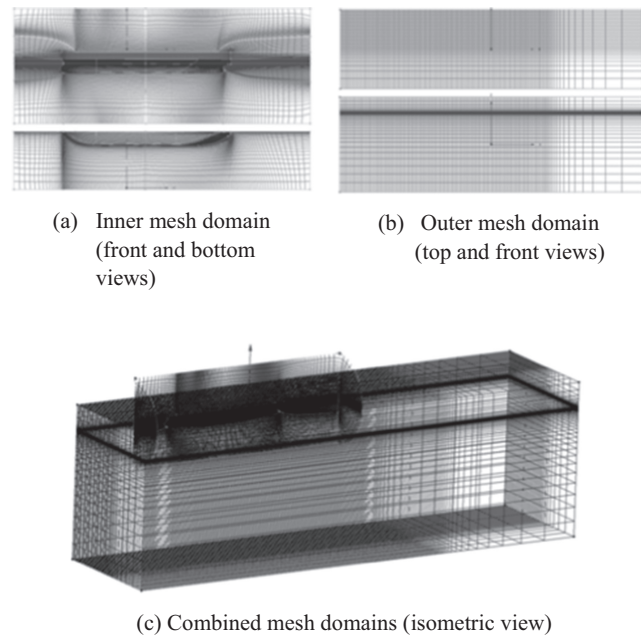 (a) Inner mesh domain
(front and bottom
views)
(b) Outer mesh domain
(top and front views)
(c) Combined mesh domains (isometric view)